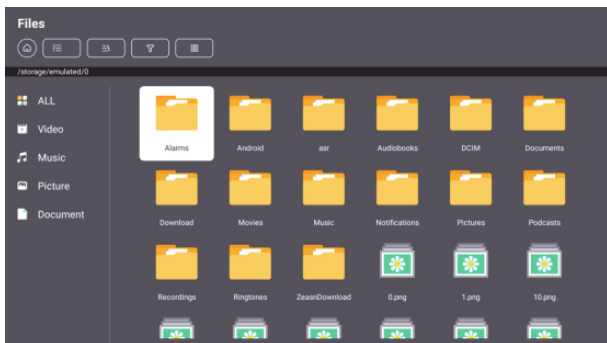 Files
/storage/emulated/0
ALL
Video
Music
Picture
Document
Alarms
Android
asr
Audiobooks
DCIM
Documents
Download
Movies
Music
Notifications
Pictures
Podcasts
Recordings
Ringtones
ZeasnDownload
0.png
1.png
10.png